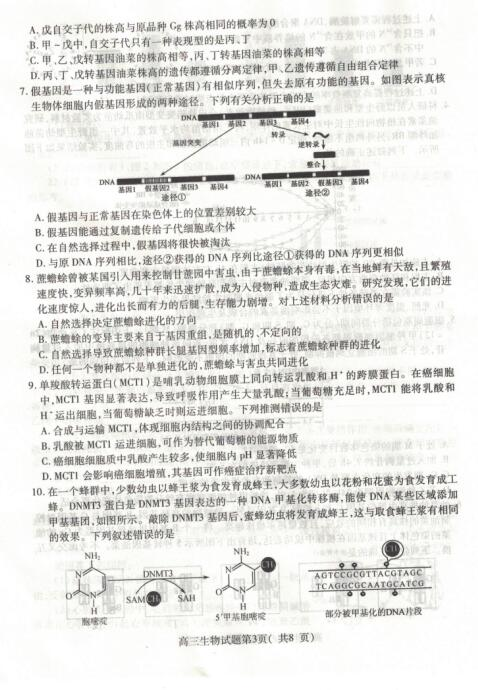 A. 戊自交子代的株高与原品种 Gg 株高相同的概率为 0
B. 甲~戊中,自交子代只有一种表现型的是丙、丁
C. 甲、乙、戊转基因油菜的株高相等,丙、丁转基因油菜的株高相等
D. 丙、丁、戊转基因油菜株高的遗传都遵循分离定律,甲、乙遗传遵循自由组合定律
7. 假基因是一种与功能基因(正常基因)有相似序列,但失去原有功能的基因。如图表示真核
生物体细胞内假基因形成的两种途径。下列有关分析正确的是
DNA
基因1 基因2 基因3 基因4
基因突变
转录
逆转录
整合
DNA
基因1 假基因2 基因3 基因4
途径①
DNA
基因1 基因2 假基因 基因3 基因4
途径②
A. 假基因与正常基因在染色体上的位置差别较大
B. 假基因能通过复制遗传给子代细胞或个体
C. 在自然选择过程中,假基因将很快被淘汰
D. 与原 DNA 序列相比,途径②获得的 DNA 序列比途径①获得的 DNA 序列更相似
8. 蔗蟾蜍曾被某国引入用来控制甘蔗园中害虫,由于蔗蟾蜍本身有毒,在当地鲜有天敌,且繁殖
速度快,变异频率高,几十年来迅速扩散,成为入侵物种,造成生态灾难。研究发现,它们的进
化速度惊人,进化出长而有力的后腿,生存能力剧增。对上述材料分析错误的是
A. 自然选择决定蔗蟾蜍进化的方向
B. 蔗蟾蜍的变异主要来自于基因重组,是随机的、不定向的
C. 自然选择导致蔗蟾蜍种群长腿基因型频率增加,标志着蔗蟾蜍种群的进化
D. 任何一个物种都不是单独进化的,蔗蟾蜍与害虫共同进化
9. 单羧酸转运蛋白(MCT1)是哺乳动物细胞膜上同向转运乳酸和 H⁺ 的跨膜蛋白。在癌细胞
中,MCT1 基因显著表达,导致呼吸作用产生大量乳酸;当葡萄糖充足时,MCT1 能将乳酸和
H⁺ 运出细胞,当葡萄糖缺乏时则运进细胞。下列推测错误的是
A. 合成与运输 MCT1,体现细胞内结构之间的协调配合
B. 乳酸被 MCT1 运进细胞,可作为替代葡萄糖的能源物质
C. 癌细胞细胞质中乳酸产生较多,使细胞内 pH 显著降低
D. MCT1 会影响癌细胞增殖,其基因可作癌症治疗新靶点
10. 在一个蜂群中,少数幼虫以蜂王浆为食发育成蜂王,大多数幼虫以花粉和花蜜为食发育成工
蜂。DNMT3 蛋白是 DNMT3 基因表达的一种 DNA 甲基化转移酶,能使 DNA 某些区域添加
甲基基团,如图所示。敲除 DNMT3 基因后,蜜蜂幼虫将发育成蜂王,这与取食蜂王浆有相同
的效果。下列叙述错误的是
NH₂
N
O
N
H
胞嘧啶
DNMT3
SAM
CH₃
SAH
NH₂
CH₃
N
O
N
H
5´甲基胞嘧啶
CH₃
AGTCCGCGTTACGTAGC
TCAGGCGCAATGCATCG
部分被甲基化的DNA片段
高三生物试题第3页( 共8 页)